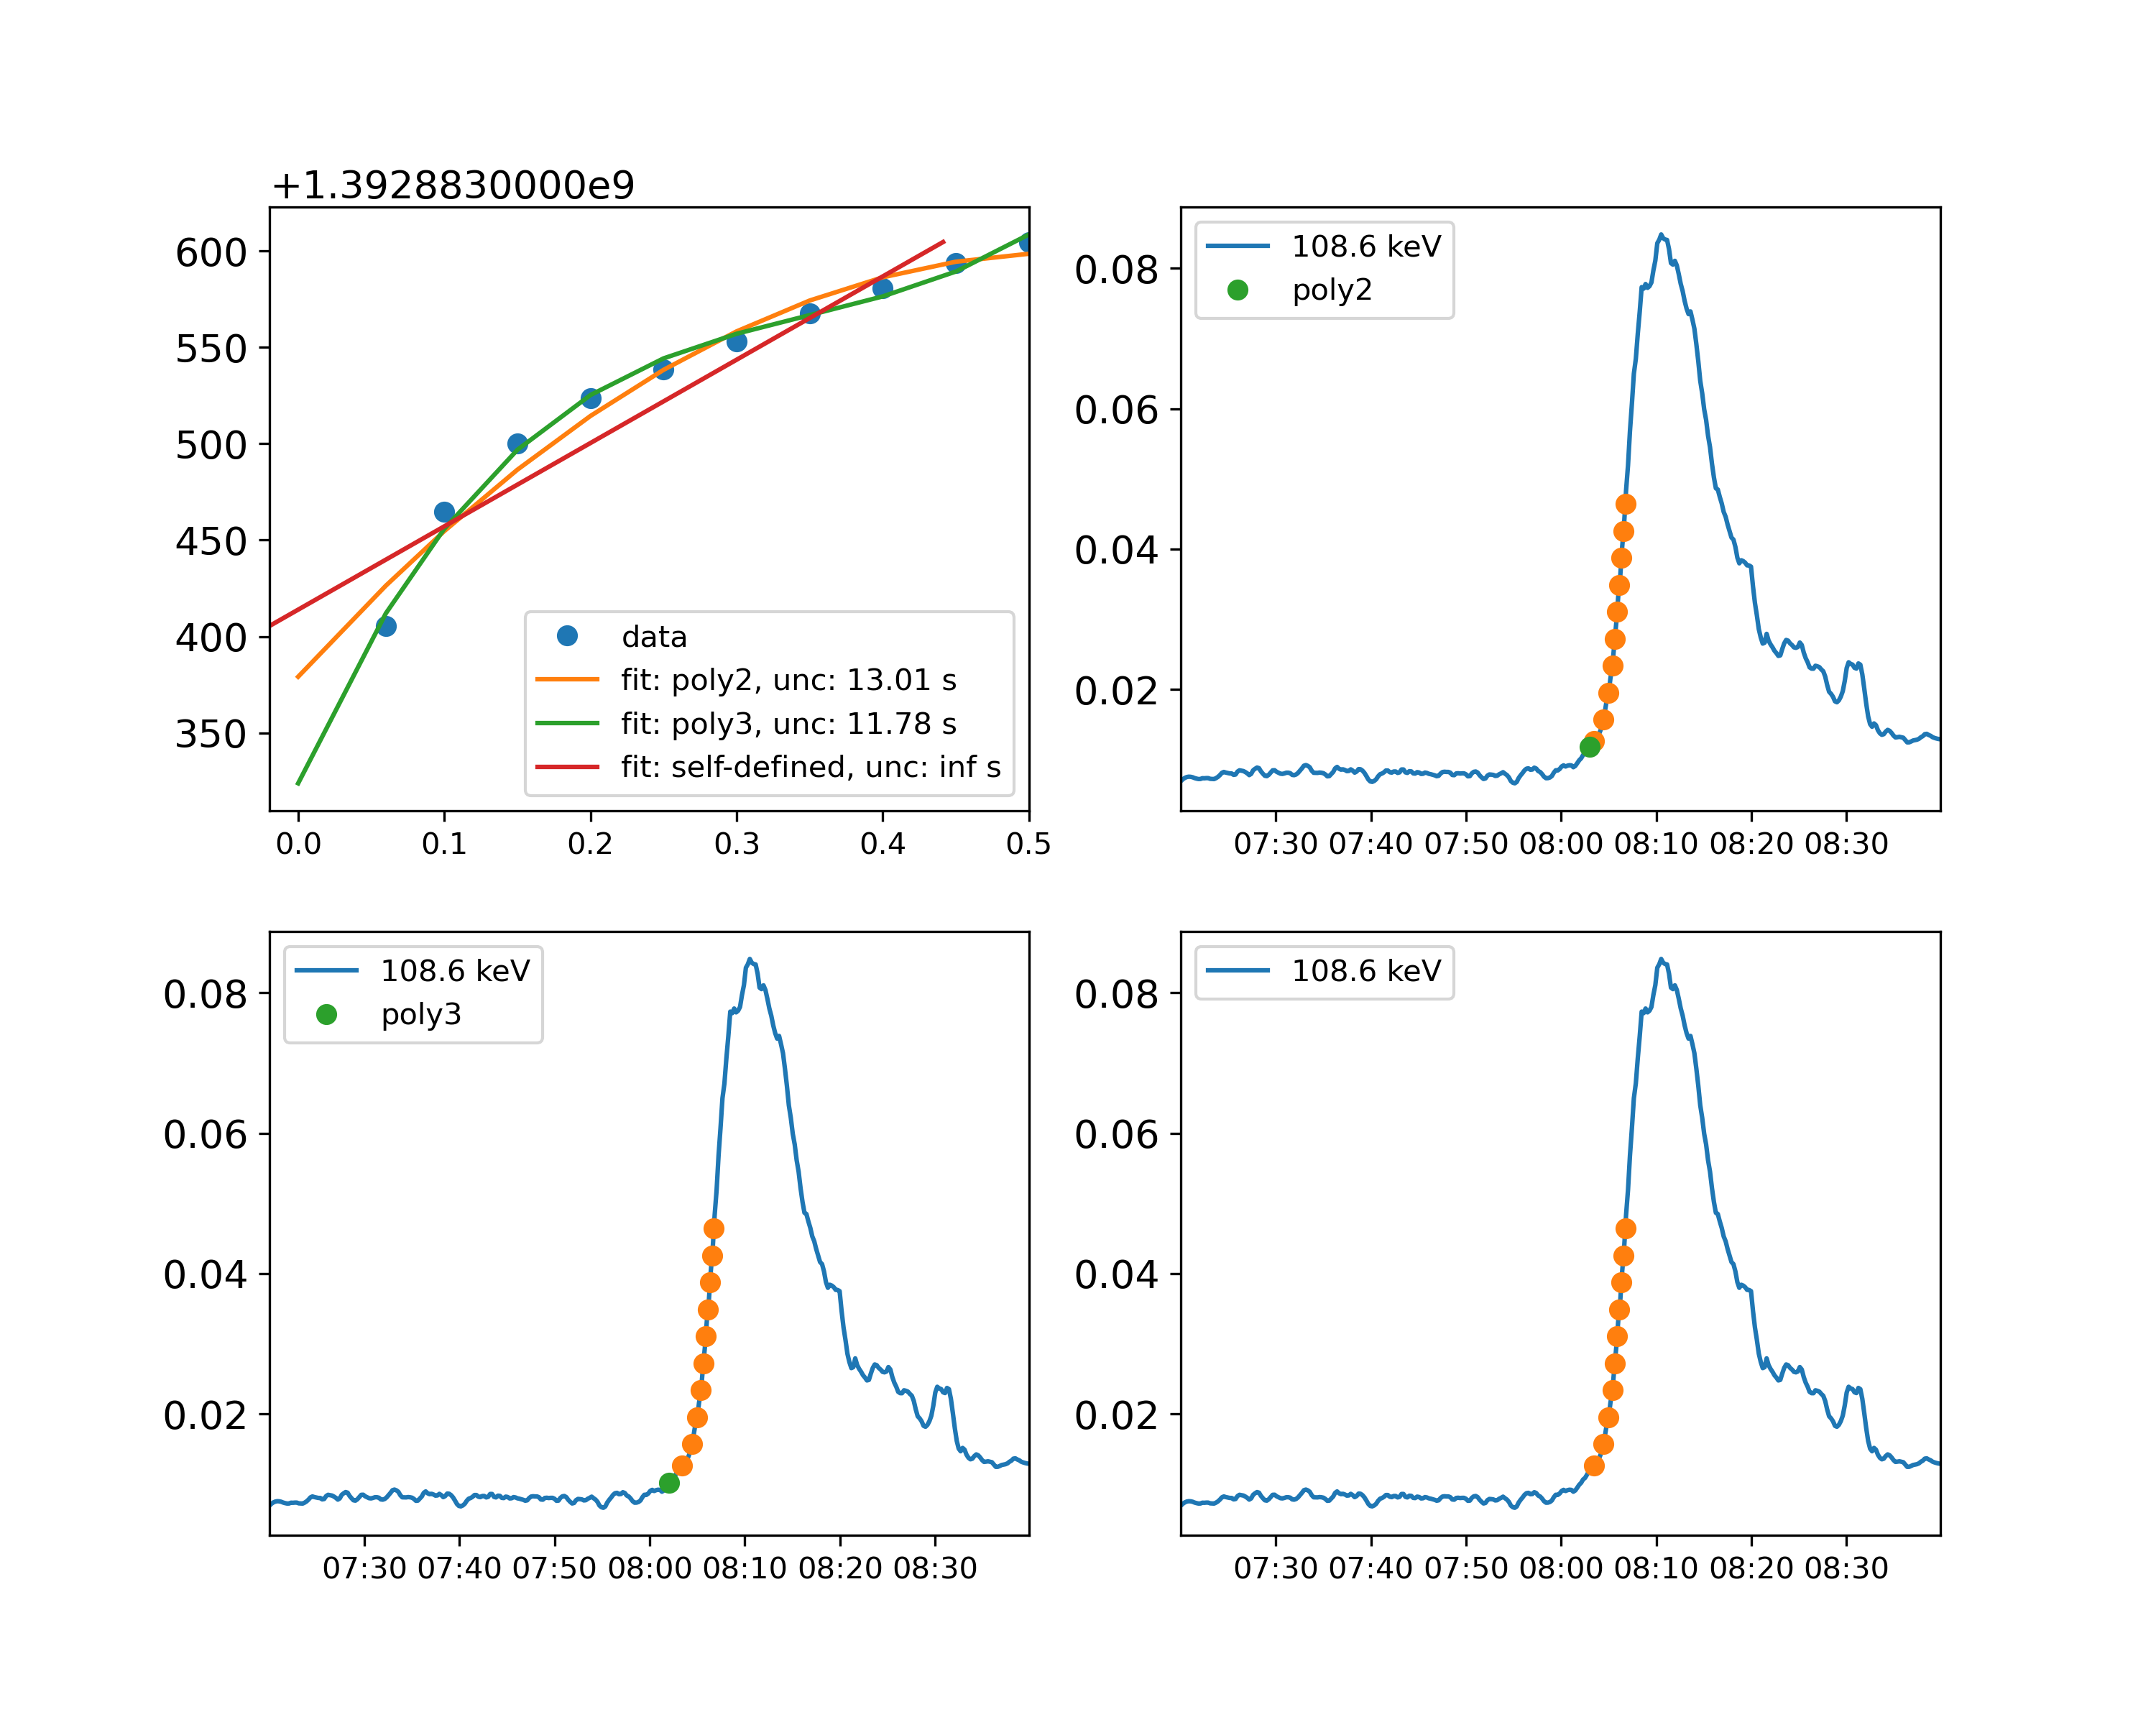 +1.3928830000e9
600
550
500
450
400
350
data
fit: poly2, unc: 13.01 s
fit: poly3, unc: 11.78 s
fit: self-defined, unc: inf s
0.0 0.1 0.2 0.3 0.4 0.5
108.6 keV
poly2
0.08
0.06
0.04
0.02
07:30 07:40 07:50 08:00 08:10 08:20 08:30
108.6 keV
poly3
0.08
0.06
0.04
0.02
07:30 07:40 07:50 08:00 08:10 08:20 08:30
108.6 keV
0.08
0.06
0.04
0.02
07:30 07:40 07:50 08:00 08:10 08:20 08:30